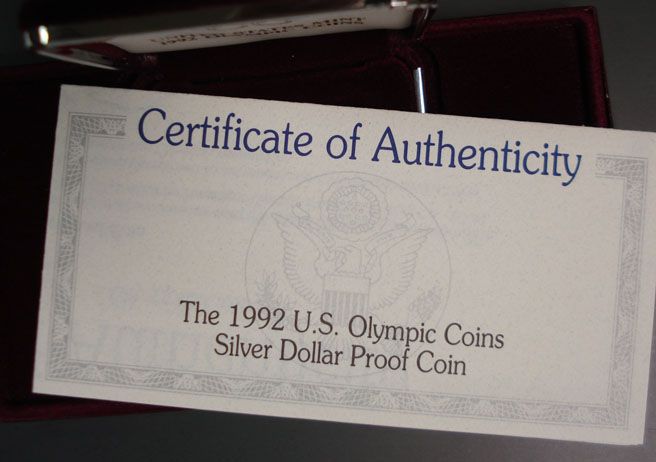 Certificate of Authenticity
The 1992 U.S. Olympic Coins
Silver Dollar Proof Coin